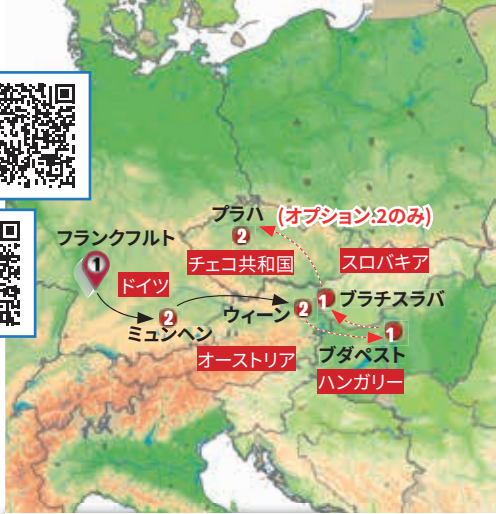 プラハ
(オプション.2のみ)
2
フランクフルト
1
チェコ共和国
スロバキア
ドイツ
1
ブラチスラバ
2
ウィーン
2
ミュンヘン
1
ブダペスト
オーストリア
ハンガリー